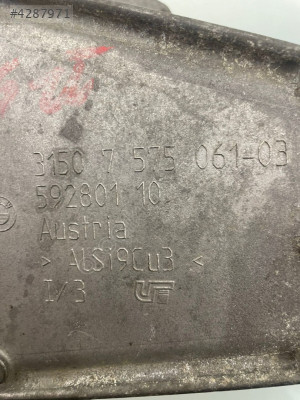 #4287971
3150 7 575 061-03
592801 10
Austria
> ALSi9Cu3 <
I/3